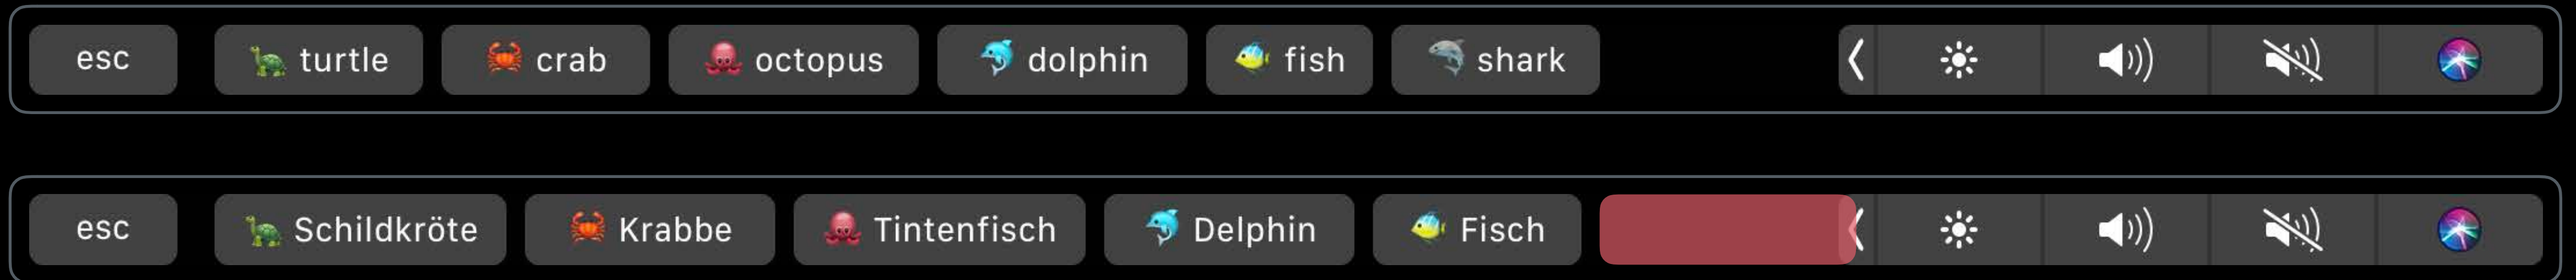 esc turtle crab octopus dolphin fish shark
esc Schildkröte Krabbe Tintenfisch Delphin Fisch